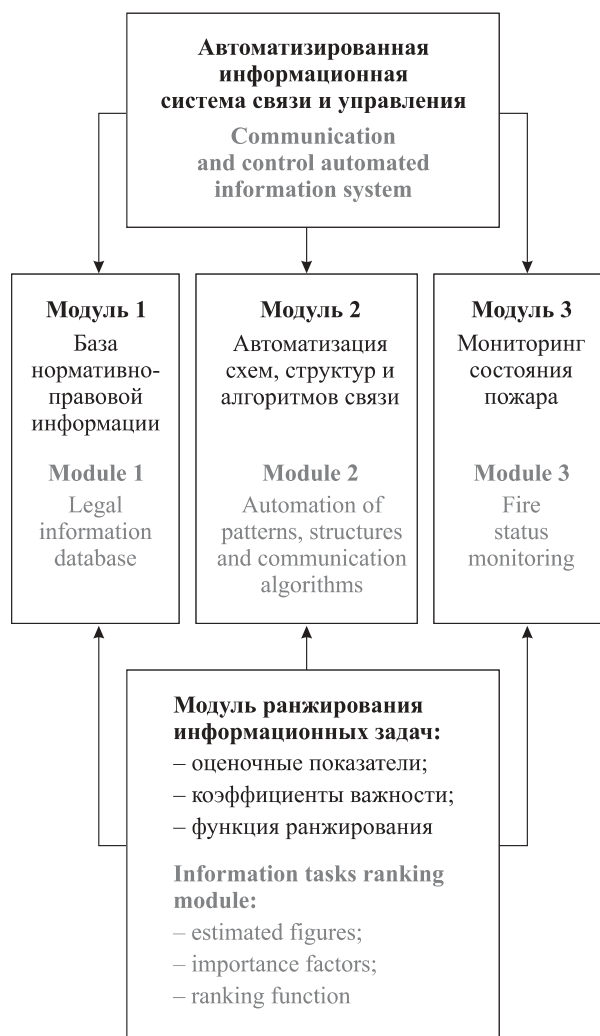 Автоматизированная
информационная
система связи и управления
Communication
and control automated
information system
Модуль 1
База
нормативно-
правовой
информации
Module 1
Legal
information
database
Модуль 2
Автоматизация
схем, структур и
алгоритмов связи
Module 2
Automation of
patterns, structures
and communication
algorithms
Модуль 3
Мониторинг
состояния
пожара
Module 3
Fire
status
monitoring
Модуль ранжирования
информационных задач:
– оценочные показатели;
– коэффициенты важности;
– функция ранжирования
Information tasks ranking
module:
– estimated figures;
– importance factors;
– ranking function